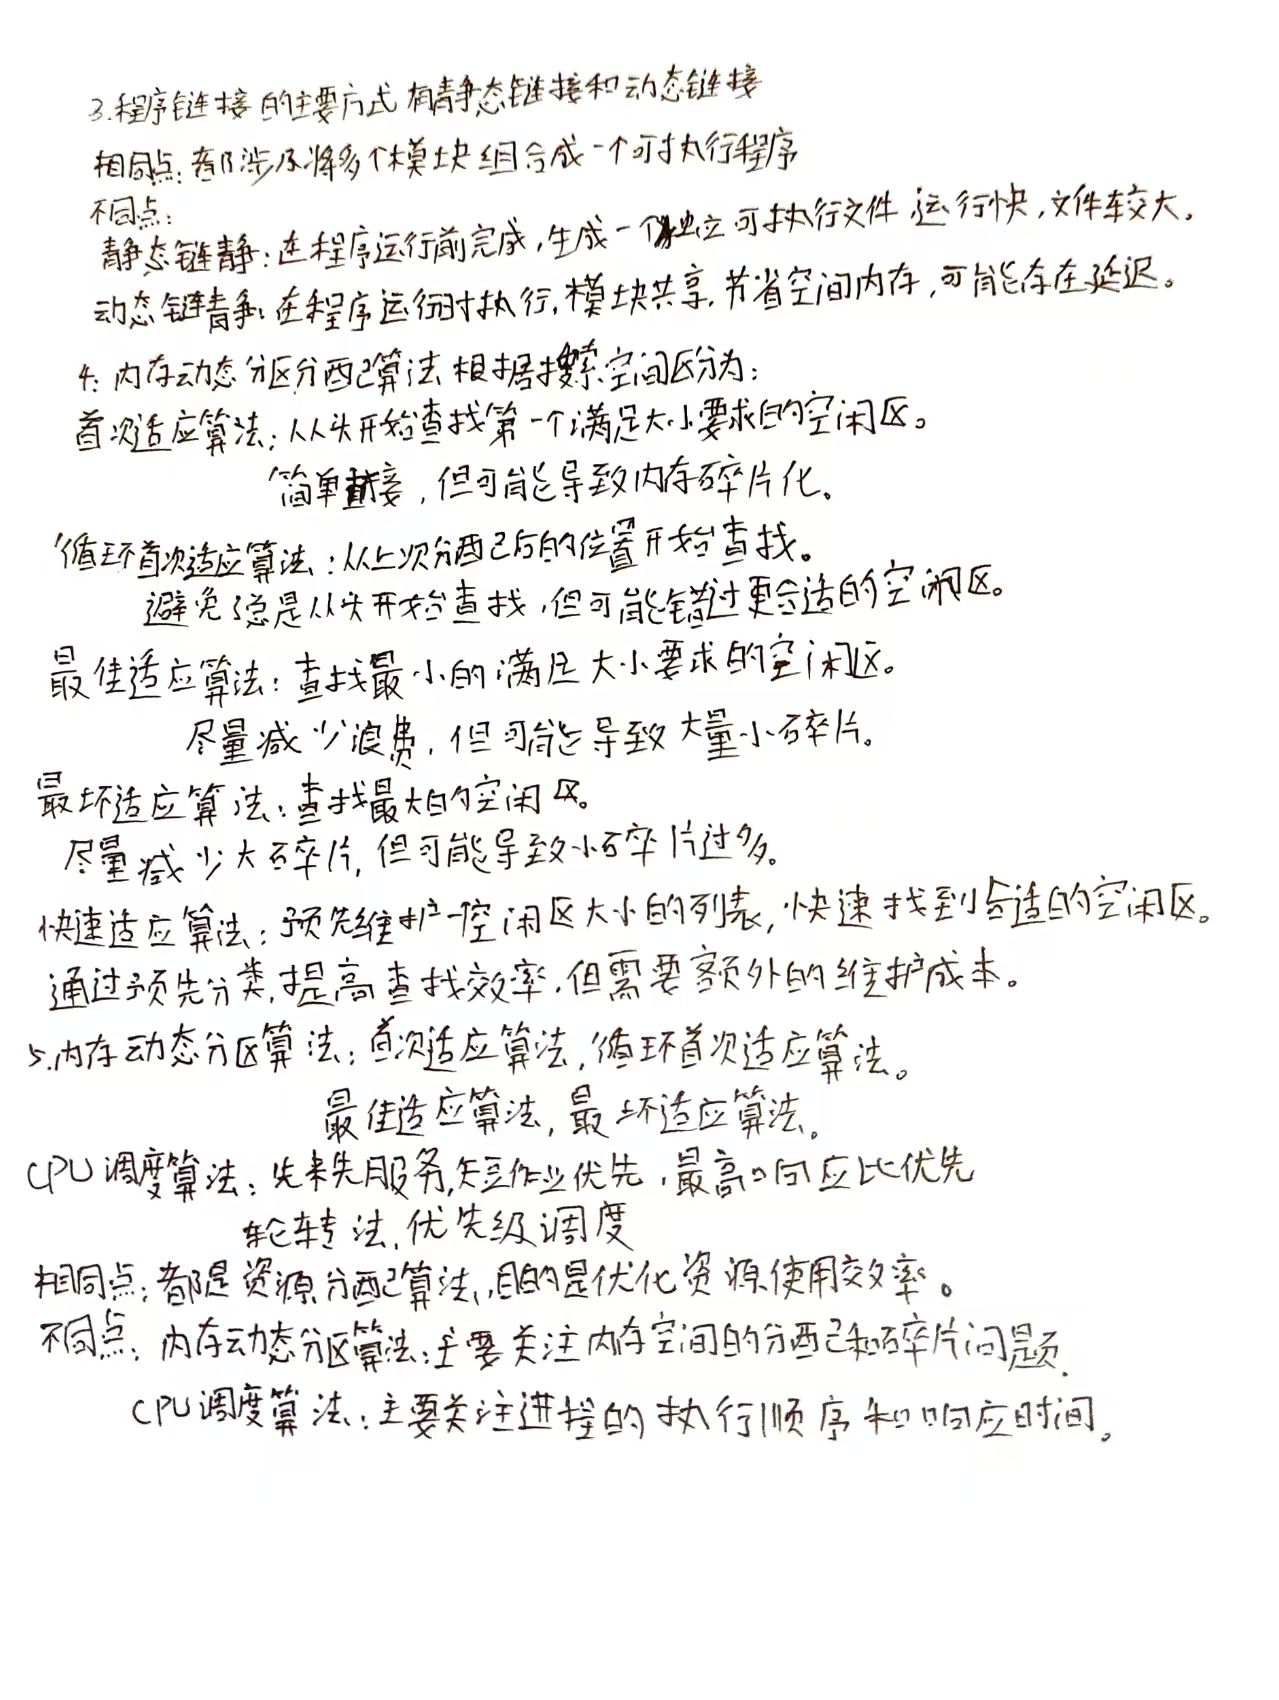 3.程序链接的主要方式有静态链接和动态链接
相同点:都涉及将多个模块组合成一个可执行程序
不同点:
静态链静:在程序运行前完成,生成一个独立可执行文件,运行快,文件较大。
动态链静:在程序运行时执行,模块共享,节省空间内存,可能存在延迟。
4:内存动态分区分配算法根据搜索空间区分为:
首次适应算法:从从头开始查找第一个满足大小要求的空闲区。
简单直接,但可能导致内存碎片化、
循环首次适应算法:从上次分配后的位置开始查找。
避免了总是从头开始查找,但可能错过更合适的空闲区。
最佳适应算法:查找最小的满足大小要求的空闲区。
尽量减少浪费,但可能导致大量小碎片。
最坏适应算法:查找最大的空闲区。
尽量减少大碎片,但可能导致小碎片过多。
快速适应算法:预先维护一空闲区大小的列表,快速找到合适的空闲区。
通过预先分类,提高查找效率,但需要额外的维护成本。
5.内存动态分区算法:首次适应算法,循环首次适应算法。
最佳适应算法,最坏适应算法。
CPU调度算法:先来先服务,短作业优先,最高响应比优先
轮转法,优先级调度
相同点:都是资源分配算法,目的是优化资源使用效率。
不同点:内存动态分区算法:主要关注内存空间的分配和碎片问题.
CPU调度算法:主要关注进程的执行顺序和响应时间。